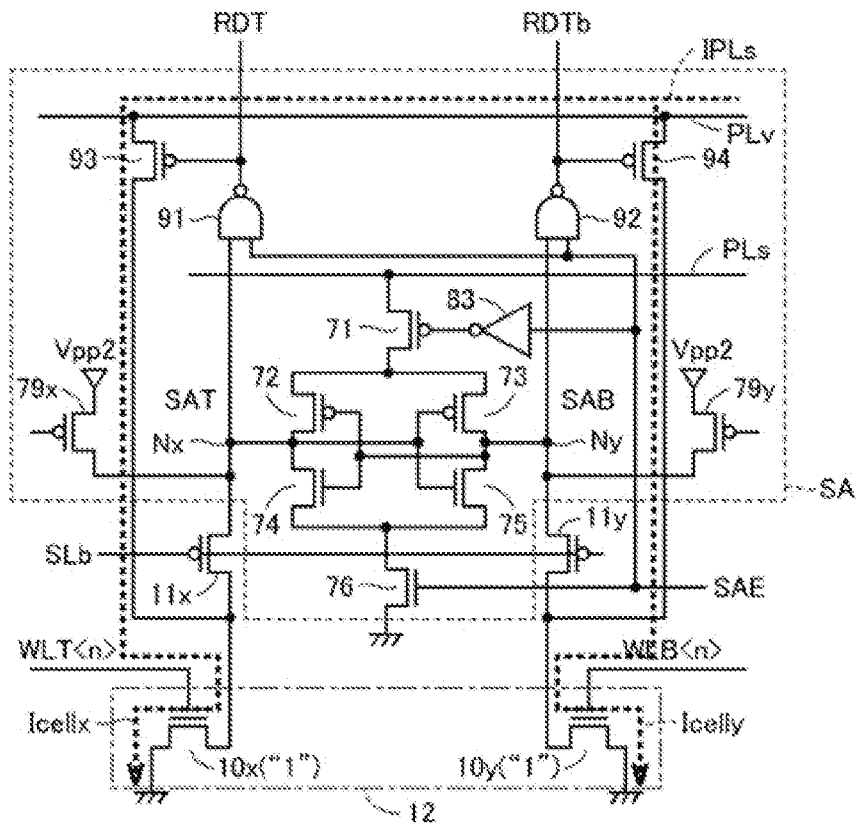 RDT RDTb
IPLs
PLv
93 94
91 92
PLs
83
71
Vpp2 Vpp2
79x 79y
72 73
SAT SAB
Nx Ny
74 75
SA
11y
SLb
76
11x
SAE
WLT<n> WLB<n>
Icellx Icelly
10x("1") 10y("1")
12